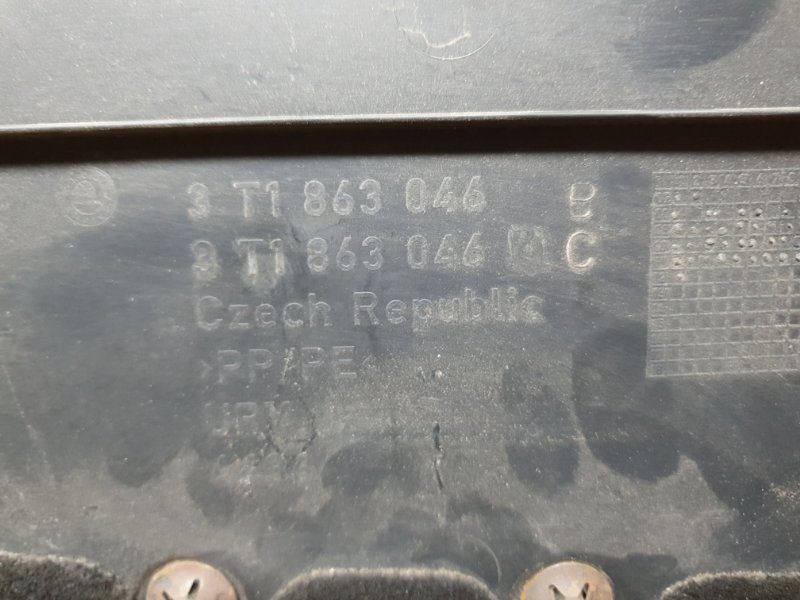 3 T1 863 046 B
3 T1 863 046 C
Czech Republic
>PP/PE<